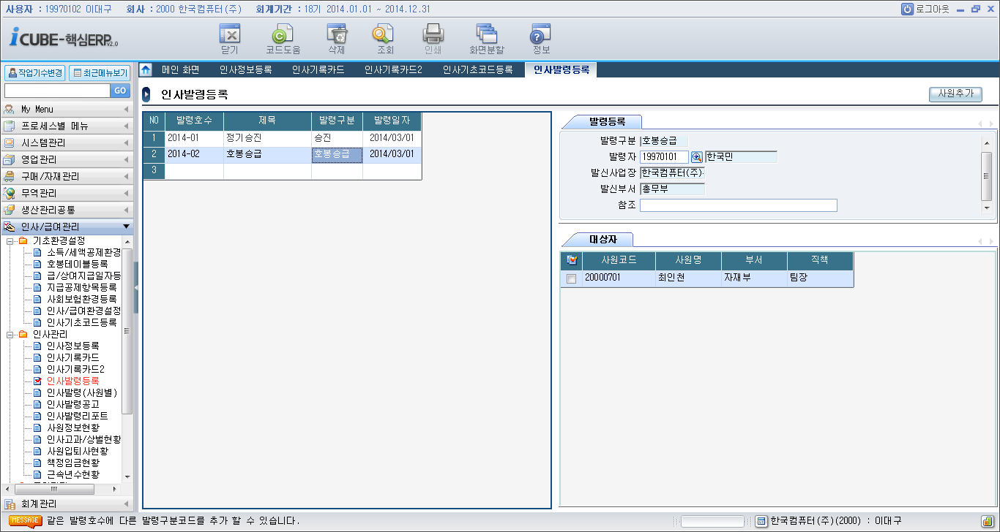 사용자 : 19970102 이대구 회사 : 2000 한국컴퓨터(주) 회계기간 : 18기 2014.01.01 ~ 2014.12.31 로그아웃
iCUBE-핵심ERP v2.0
닫기 코드도움 삭제 조회 인쇄 화면분할 정보
작업기수변경 최근메뉴보기
메인 화면 인사정보등록 인사기록카드 인사기록카드2 인사기초코드등록 인사발령등록
GO
인사발령등록 사원추가
My Menu
프로세스별 메뉴
시스템관리
영업관리
구매/자재관리
무역관리
생산관리공통
인사/급여관리
기초환경설정
소득/세액공제환경
호봉테이블등록
급/상여지급일자등
지급공제항목등록
사회보험환경등록
인사/급여환경설정
인사기초코드등록
인사관리
인사정보등록
인사기록카드
인사기록카드2
인사발령등록
인사발령(사원별)
인사발령공고
인사발령리포트
사원정보현황
인사고과/상벌현황
사원입퇴사현황
책정임금현황
근속년수현황
회계관리
NO 발령호수 제목 발령구분 발령일자
1 2014-01 정기승진 승진 2014/03/01
2 2014-02 호봉승급 호봉승급 2014/03/01
3
발령등록
발령구분 호봉승급
발령자 19970101 한국민
발신사업장 한국컴퓨터(주)-
발신부서 총무부
참조
대상자
사원코드 사원명 부서 직책
20000701 최인천 자재부 팀장
MESSAGE 같은 발령호수에 다른 발령구분코드를 추가 할 수 있습니다.
한국컴퓨터(주)(2000) : 이대구